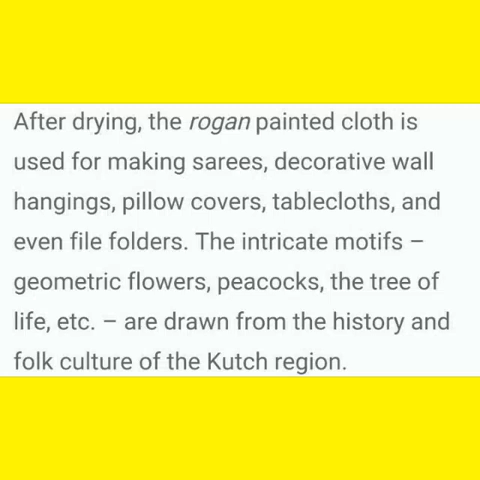 After drying, the rogan painted cloth is
used for making sarees, decorative wall
hangings, pillow covers, tablecloths, and
even file folders. The intricate motifs –
geometric flowers, peacocks, the tree of
life, etc. – are drawn from the history and
folk culture of the Kutch region.